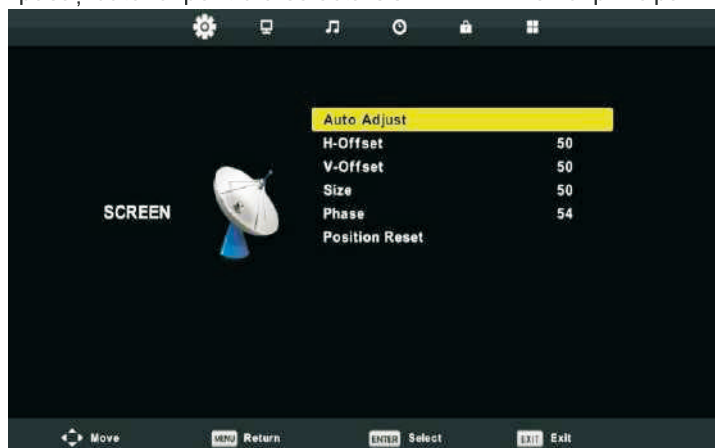 Auto Adjust
H-Offset 50
V-Offset 50
Size 50
SCREEN
Phase 54
Position Reset
Move MENU Return ENTER Select EXIT Exit